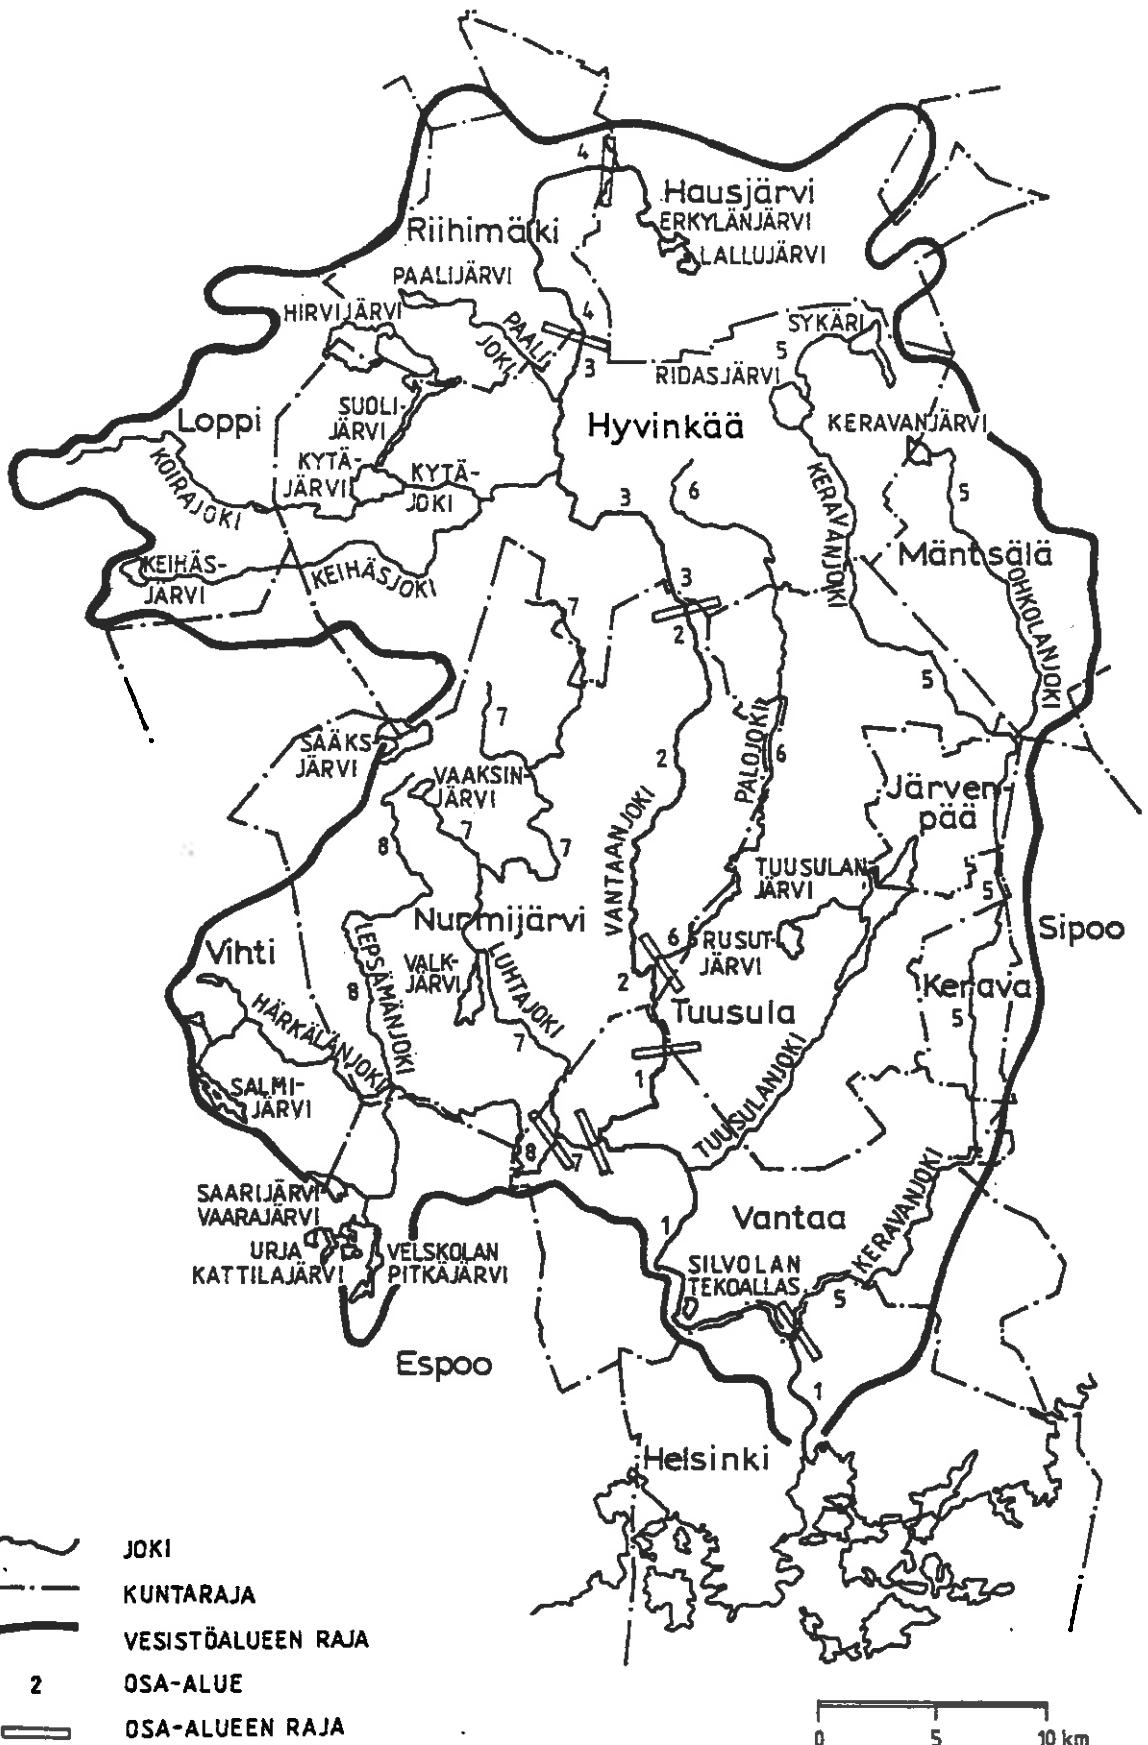 4
Hausjärvi
ERKYLÄNJÄRVI
Riihimäki
LALLUJÄRVI
PAALIJÄRVI
HIRVIJÄRVI
PAALI-
JOKI
4
3
SYKÄRI
5
RIDASJÄRVI
SUOLI-
JÄRVI
Loppi
Hyvinkää
KERAVANJÄRVI
KOIRAJOKI
KYTÄ-
JÄRVI
KYTÄ-
JOKI
3
6
KERAVANJOKI
5
Mäntsälä
KEIHÄS-
JÄRVI
KEIHÄSJOKI
3
2
OHKOLANJOKI
7
5
7
SÄÄKS-
JÄRVI
2
PALOJOKI
6
VAAKSIN-
JÄRVI
Järven-
pää
7
8
7
VANTAANJOKI
TUUSULAN-
JÄRVI
5
5
Nurmijärvi
Sipoo
Vihti
LEPSÄMÄNJOKI
VALK-
JÄRVI
LUHTAJOKI
6
RUSUT-
JÄRVI
2
Kerava
8
Tuusula
5
HÄRKÄLÄNJOKI
7
1
TUUSULANJOKI
SALMI-
JÄRVI
8
7
SAARIJÄRVI
VAARAJÄRVI
URJA
KATTILAJÄRVI
VELSKOLAN
PITKÄJÄRVI
1
Vantaa
KERAVANJOKI
SILVOLAN
TEKOALLAS
5
Espoo
1
Helsinki
JOKI
KUNTARAJA
VESISTÖALUEEN RAJA
2 OSA-ALUE
OSA-ALUEEN RAJA
0 5 10 km